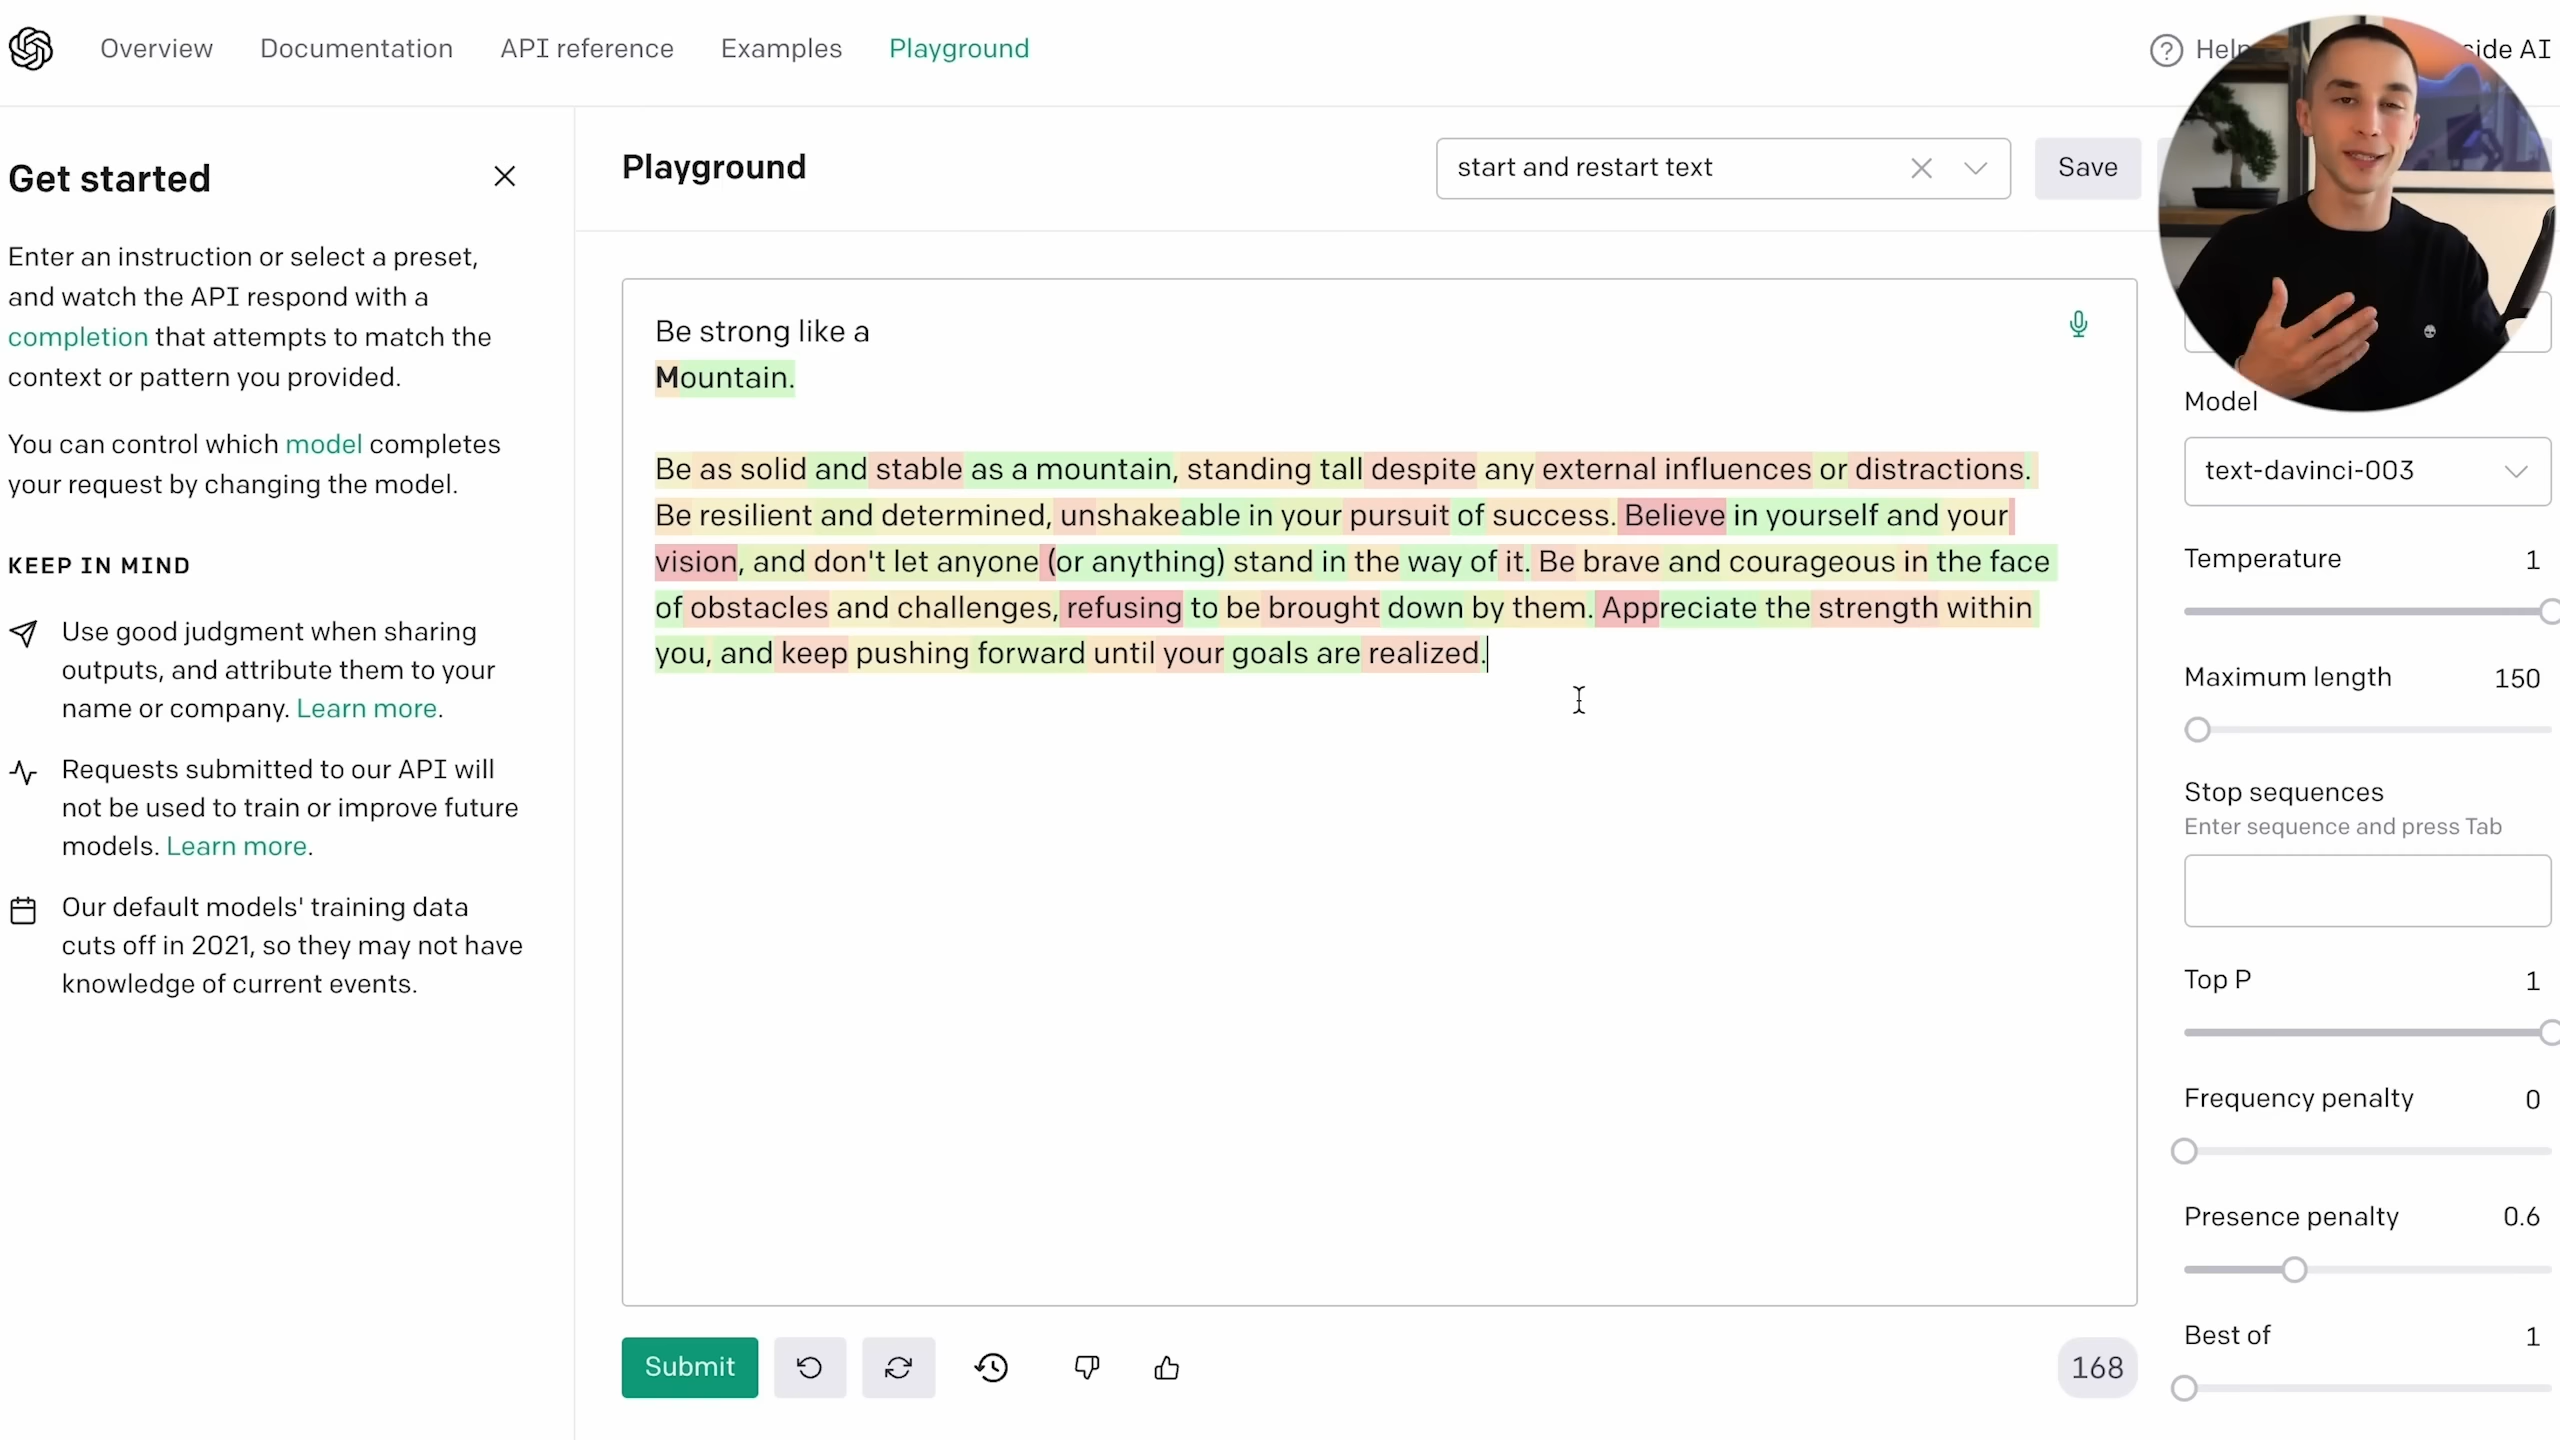 Overview Documentation API reference Examples Playground
Help
side AI
Get started
Enter an instruction or select a preset,
and watch the API respond with a
completion that attempts to match the
context or pattern you provided.
You can control which model completes
your request by changing the model.
KEEP IN MIND
Use good judgment when sharing
outputs, and attribute them to your
name or company. Learn more.
Requests submitted to our API will
not be used to train or improve future
models. Learn more.
Our default models' training data
cuts off in 2021, so they may not have
knowledge of current events.
Playground
start and restart text
Save
Be strong like a
Mountain.
Be as solid and stable as a mountain, standing tall despite any external influences or distractions.
Be resilient and determined, unshakeable in your pursuit of success. Believe in yourself and your
vision, and don't let anyone (or anything) stand in the way of it. Be brave and courageous in the face
of obstacles and challenges, refusing to be brought down by them. Appreciate the strength within
you, and keep pushing forward until your goals are realized.
Submit
168
Model
text-davinci-003
Temperature 1
Maximum length 150
Stop sequences
Enter sequence and press Tab
Top P 1
Frequency penalty 0
Presence penalty 0.6
Best of 1